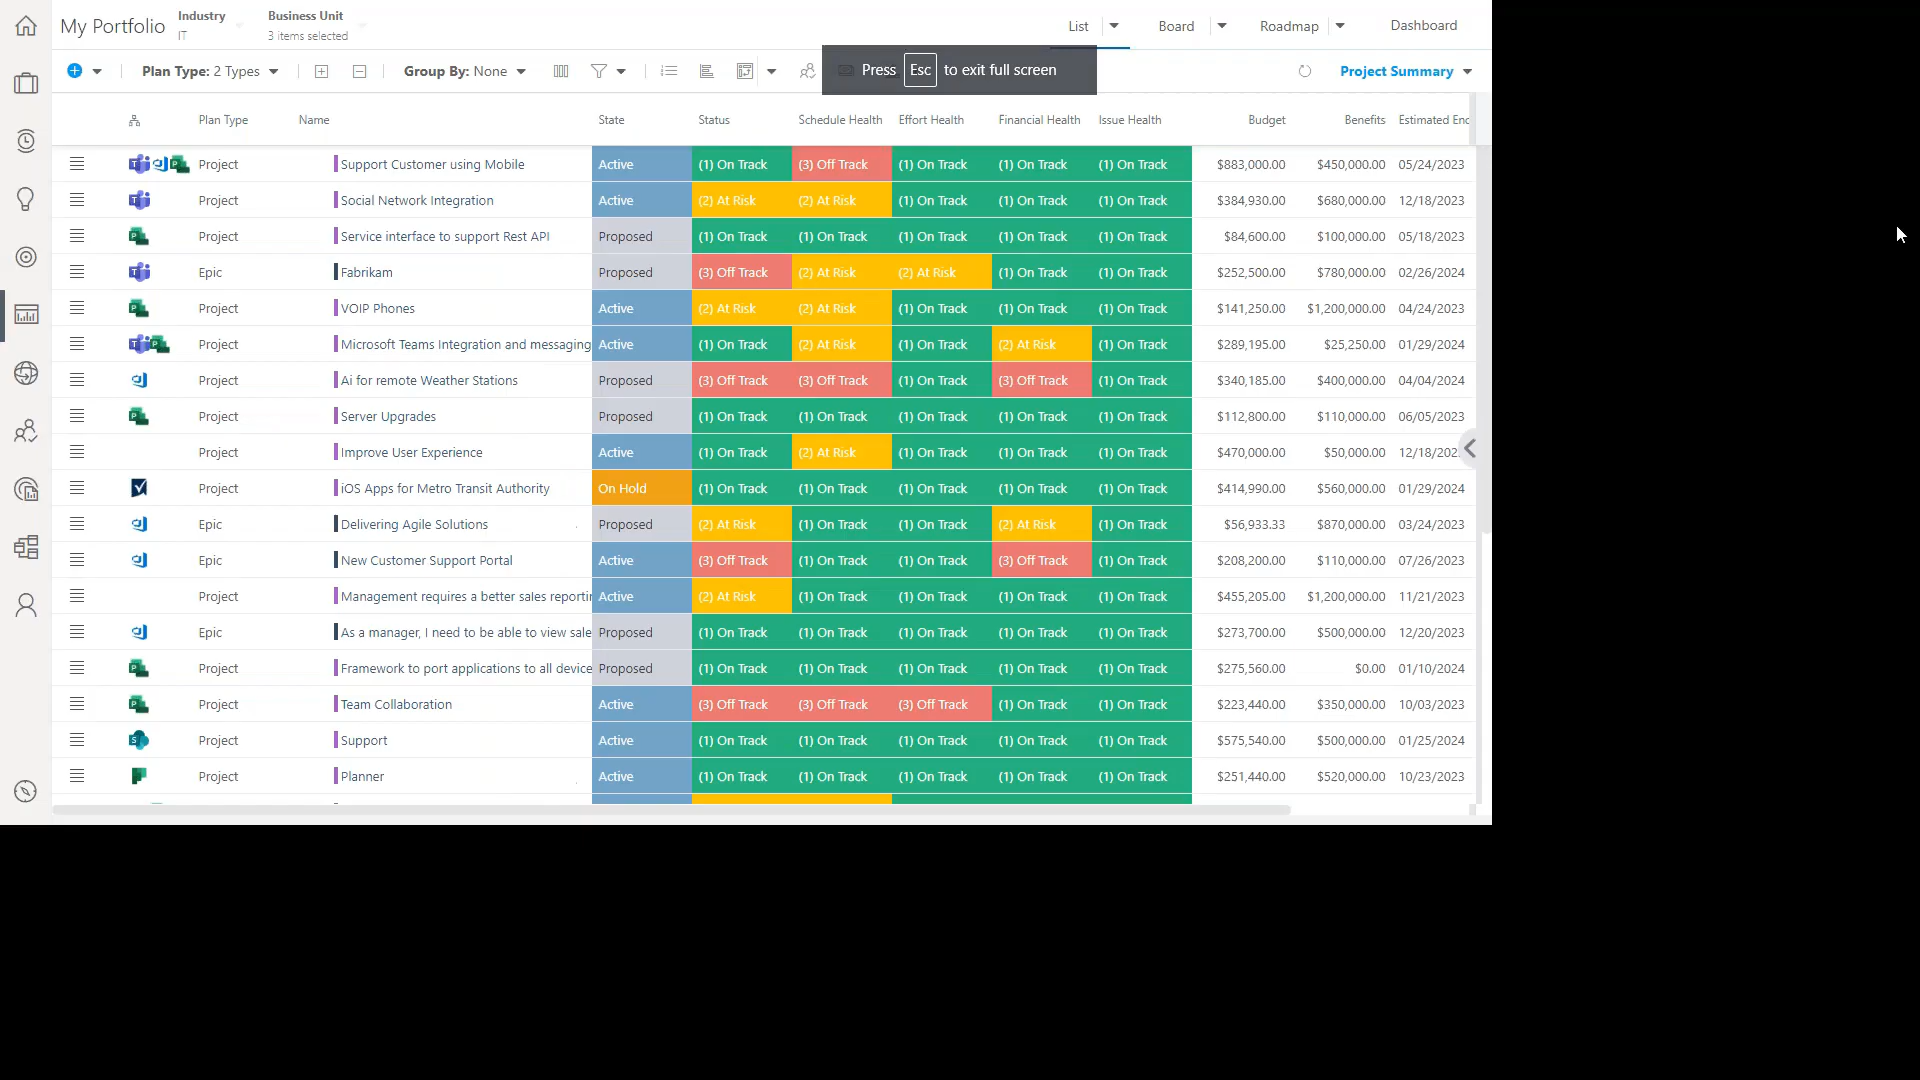 My Portfolio
Industry
IT
Business Unit
3 items selected
List
Board
Roadmap
Dashboard
Plan Type: 2 Types
Group By: None
Press Esc to exit full screen
Project Summary
Plan Type Name State Status Schedule Health Effort Health Financial Health Issue Health Budget Benefits Estimated End
Project Support Customer using Mobile Active (1) On Track (3) Off Track (1) On Track (1) On Track (1) On Track $883,000.00 $450,000.00 05/24/2023
Project Social Network Integration Active (2) At Risk (2) At Risk (1) On Track (1) On Track (1) On Track $384,930.00 $680,000.00 12/18/2023
Project Service interface to support Rest API Proposed (1) On Track (1) On Track (1) On Track (1) On Track (1) On Track $84,600.00 $100,000.00 05/18/2023
Epic Fabrikam Proposed (3) Off Track (2) At Risk (2) At Risk (1) On Track (1) On Track $252,500.00 $780,000.00 02/26/2024
Project VOIP Phones Active (2) At Risk (2) At Risk (1) On Track (1) On Track (1) On Track $141,250.00 $1,200,000.00 04/24/2023
Project Microsoft Teams Integration and messaging Active (1) On Track (2) At Risk (1) On Track (2) At Risk (1) On Track $289,195.00 $25,250.00 01/29/2024
Project Ai for remote Weather Stations Proposed (3) Off Track (3) Off Track (1) On Track (3) Off Track (1) On Track $340,185.00 $400,000.00 04/04/2024
Project Server Upgrades Proposed (1) On Track (1) On Track (1) On Track (1) On Track (1) On Track $112,800.00 $110,000.00 06/05/2023
Project Improve User Experience Active (1) On Track (2) At Risk (1) On Track (1) On Track (1) On Track $470,000.00 $50,000.00 12/18/202
Project iOS Apps for Metro Transit Authority On Hold (1) On Track (1) On Track (1) On Track (1) On Track (1) On Track $414,990.00 $560,000.00 01/29/2024
Epic Delivering Agile Solutions Proposed (2) At Risk (1) On Track (1) On Track (2) At Risk (1) On Track $56,933.33 $870,000.00 03/24/2023
Epic New Customer Support Portal Active (3) Off Track (1) On Track (1) On Track (3) Off Track (1) On Track $208,200.00 $110,000.00 07/26/2023
Project Management requires a better sales reporti Active (2) At Risk (1) On Track (1) On Track (1) On Track (1) On Track $455,205.00 $1,200,000.00 11/21/2023
Epic As a manager, I need to be able to view sale Proposed (1) On Track (1) On Track (1) On Track (1) On Track (1) On Track $273,700.00 $500,000.00 12/20/2023
Project Framework to port applications to all device Proposed (1) On Track (1) On Track (1) On Track (1) On Track (1) On Track $275,560.00 $0.00 01/10/2024
Project Team Collaboration Active (3) Off Track (3) Off Track (3) Off Track (1) On Track (1) On Track $223,440.00 $350,000.00 10/03/2023
Project Support Active (1) On Track (1) On Track (1) On Track (1) On Track (1) On Track $575,540.00 $500,000.00 01/25/2024
Project Planner Active (1) On Track (1) On Track (1) On Track (1) On Track (1) On Track $251,440.00 $520,000.00 10/23/2023